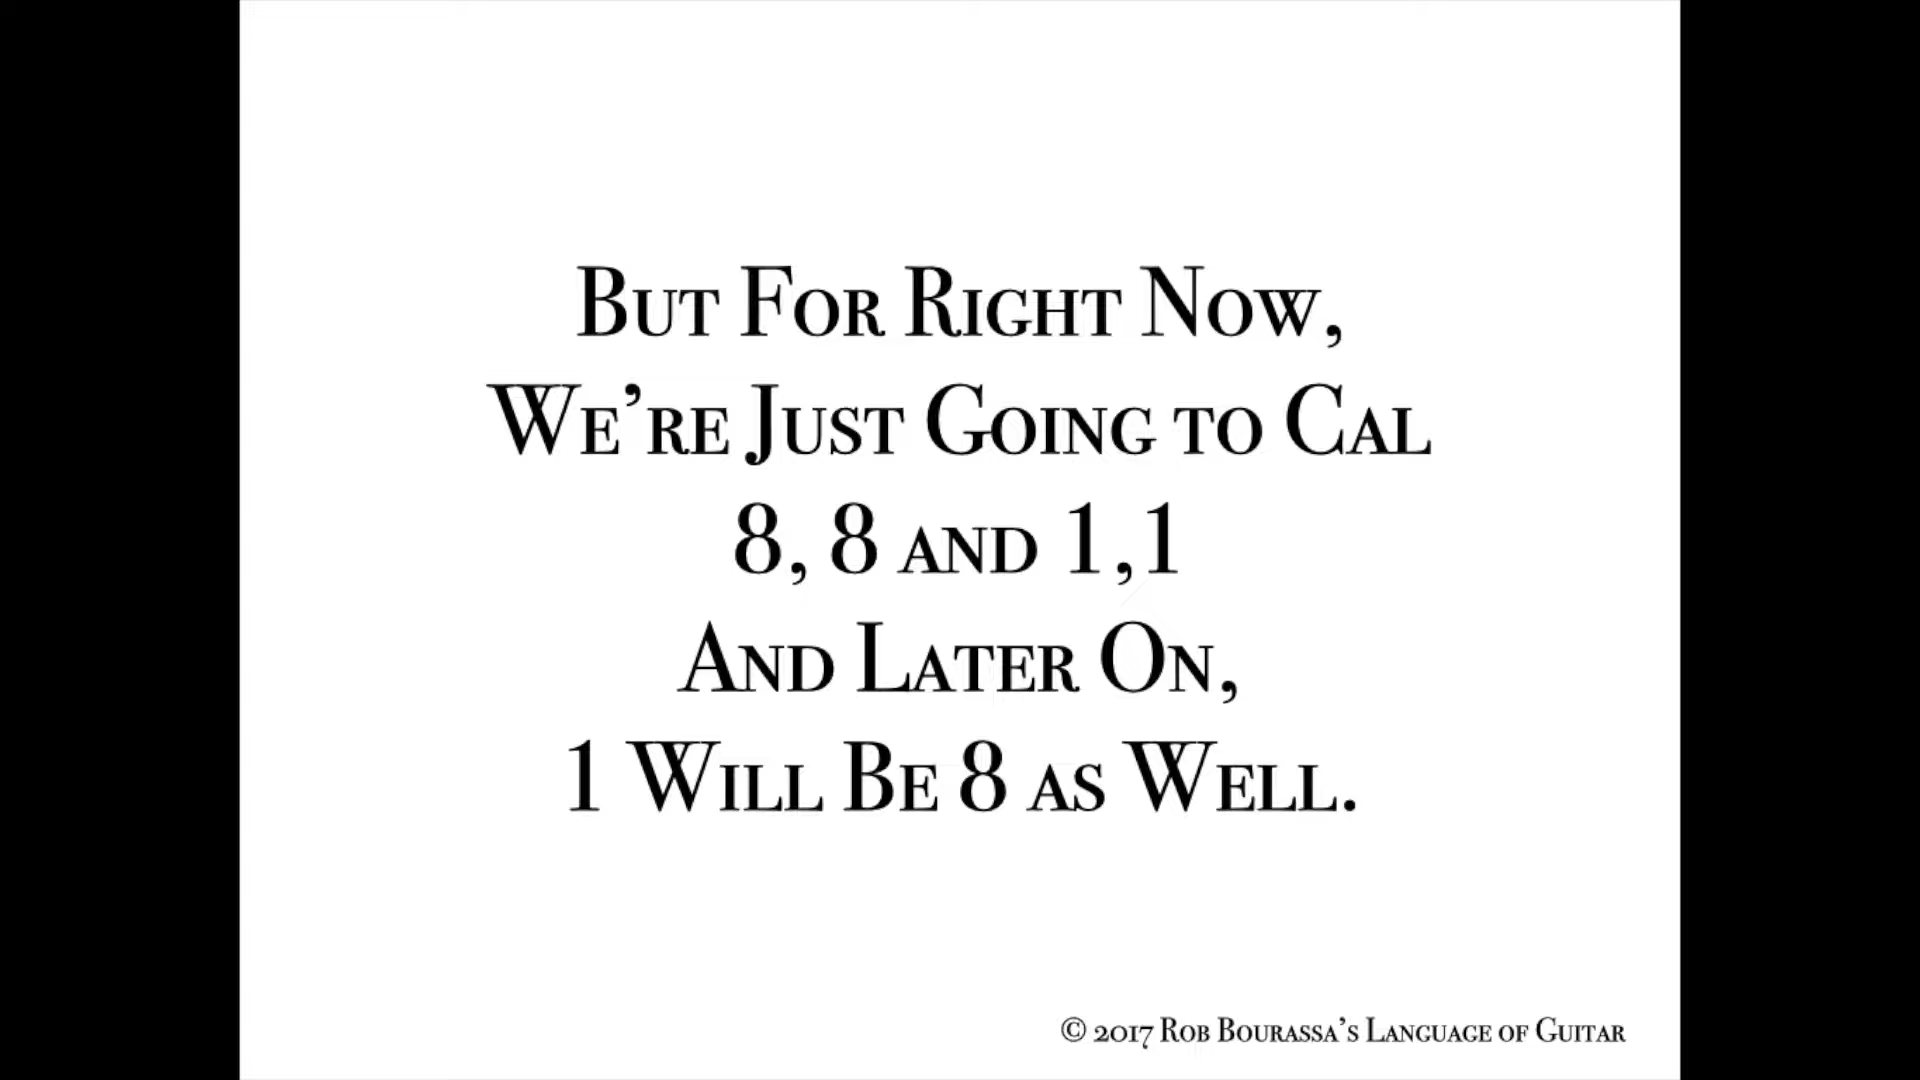 But For Right Now,
We’re Just Going to Cal
8, 8 and 1,1
And Later On,
1 Will Be 8 as Well.
© 2017 Rob Bourassa’s Language of Guitar